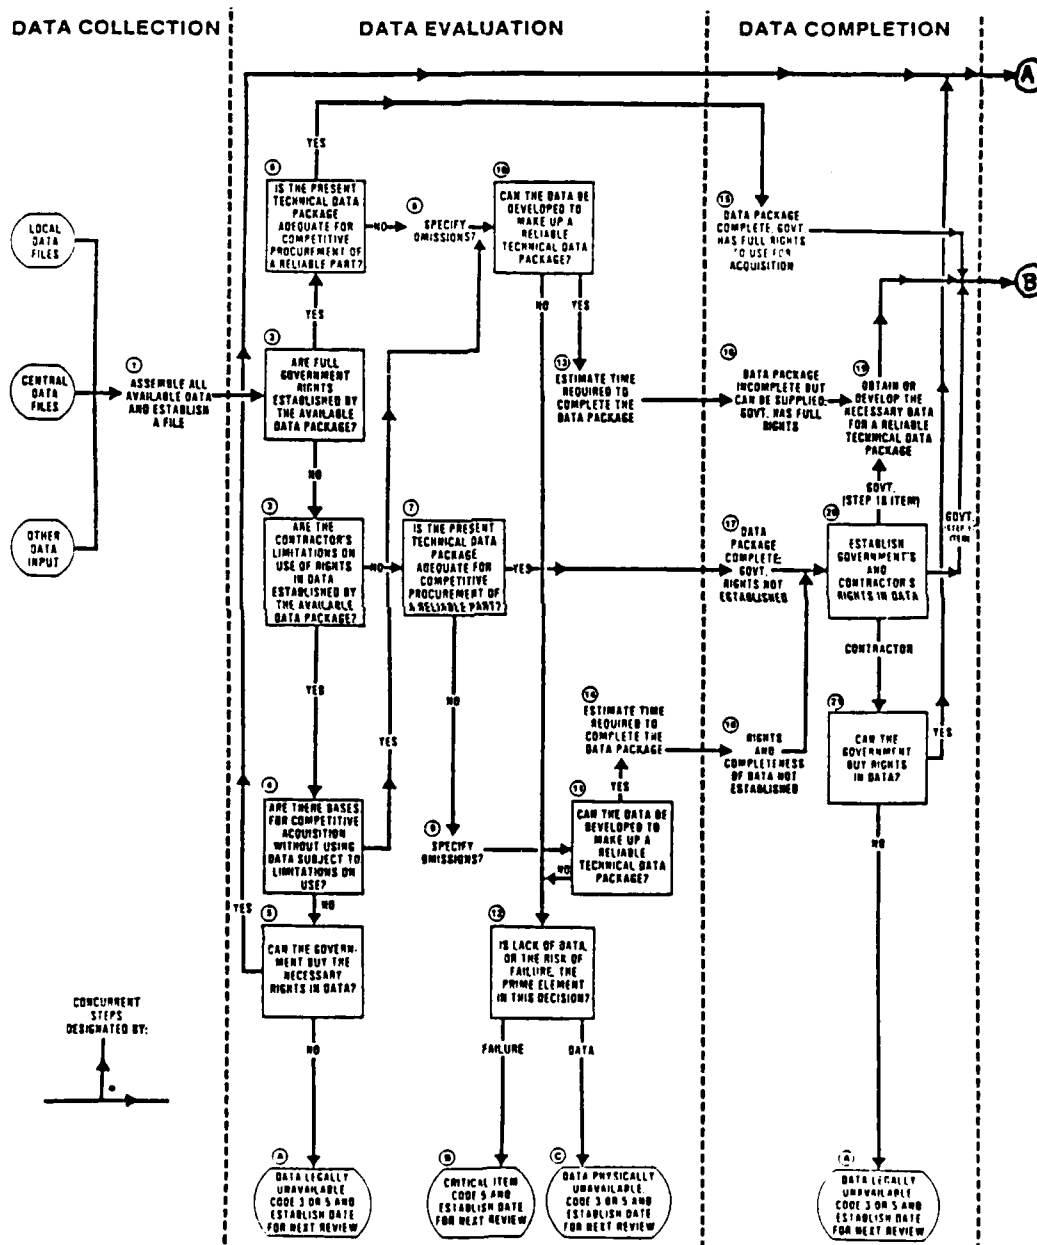 DATA COLLECTION
DATA EVALUATION
DATA COMPLETION
A
B
LOCAL
DATA
FILES
CENTRAL
DATA
FILES
OTHER
DATA
INPUT
1
ASSEMBLE ALL
AVAILABLE DATA
AND ESTABLISH
A FILE
YES
6
IS THE PRESENT
TECHNICAL DATA
PACKAGE
ADEQUATE FOR
COMPETITIVE
PROCUREMENT OF
A RELIABLE PART?
NO
8
SPECIFY
OMISSIONS?
10
CAN THE DATA BE
DEVELOPED TO
MAKE UP A
RELIABLE
TECHNICAL DATA
PACKAGE?
NO
YES
YES
2
ARE FULL
GOVERNMENT
RIGHTS
ESTABLISHED BY
THE AVAILABLE
DATA PACKAGE?
NO
13
ESTIMATE TIME
REQUIRED TO
COMPLETE THE
DATA PACKAGE
3
ARE THE
CONTRACTOR'S
LIMITATIONS ON
USE OF RIGHTS
IN DATA
ESTABLISHED BY
THE AVAILABLE
DATA PACKAGE?
NO
7
IS THE PRESENT
TECHNICAL DATA
PACKAGE
ADEQUATE FOR
COMPETITIVE
PROCUREMENT OF
A RELIABLE PART?
YES
YES
NO
YES
14
ESTIMATE TIME
REQUIRED TO
COMPLETE THE
DATA PACKAGE
YES
4
ARE THERE BASES
FOR COMPETITIVE
ACQUISITION
WITHOUT USING
DATA SUBJECT TO
LIMITATIONS ON
USE?
NO
9
SPECIFY
OMISSIONS?
11
CAN THE DATA BE
DEVELOPED TO
MAKE UP A
RELIABLE
TECHNICAL DATA
PACKAGE?
NO
YES
5
CAN THE GOVERN-
MENT BUY THE
NECESSARY
RIGHTS IN DATA?
NO
12
IS LACK OF DATA,
OR THE RISK OF
FAILURE, THE
PRIME ELEMENT
IN THIS DECISION?
FAILURE
DATA
15
DATA PACKAGE
COMPLETE, GOVT.
HAS FULL RIGHTS
TO USE FOR
ACQUISITION
16
DATA PACKAGE
INCOMPLETE BUT
CAN BE SUPPLIED;
GOVT. HAS FULL
RIGHTS
19
OBTAIN OR
DEVELOP THE
NECESSARY DATA
FOR A RELIABLE
TECHNICAL DATA
PACKAGE
GOVT.
(STEP 18 ITEM)
GOVT.
ITEM
17
DATA
PACKAGE
COMPLETE;
GOVT.
RIGHTS NOT
ESTABLISHED
20
ESTABLISH
GOVERNMENT'S
AND
CONTRACTOR'S
RIGHTS IN DATA
CONTRACTOR
18
RIGHTS
AND
COMPLETENESS
OF DATA NOT
ESTABLISHED
21
CAN THE
GOVERNMENT
BUY RIGHTS
IN DATA?
YES
NO
CONCURRENT
STEPS
DESIGNATED BY:
A
DATA LEGALLY
UNAVAILABLE
CODE 3 OR 5 AND
ESTABLISH DATE
FOR NEXT REVIEW
B
CRITICAL ITEM
CODE 5 AND
ESTABLISH DATE
FOR NEXT REVIEW
C
DATA PHYSICALLY
UNAVAILABLE,
CODE 3 OR 5 AND
ESTABLISH DATE
FOR NEXT REVIEW
A
DATA LEGALLY
UNAVAILABLE
CODE 3 OR 5 AND
ESTABLISH DATE
FOR NEXT REVIEW